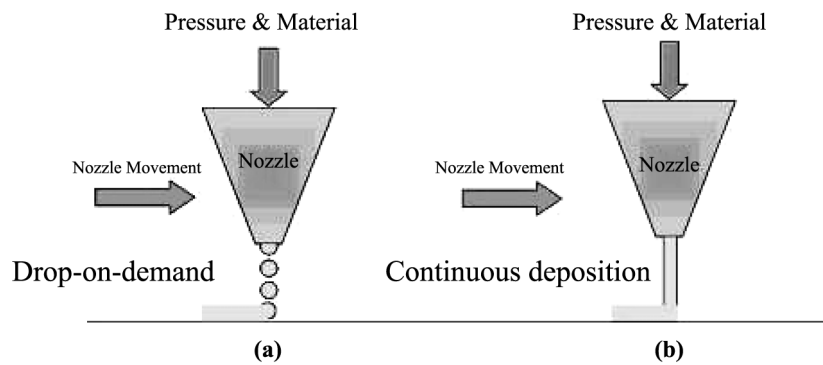 Pressure & Material
Nozzle
Nozzle Movement
Drop-on-demand
(a)
Pressure & Material
Nozzle
Nozzle Movement
Continuous deposition
(b)